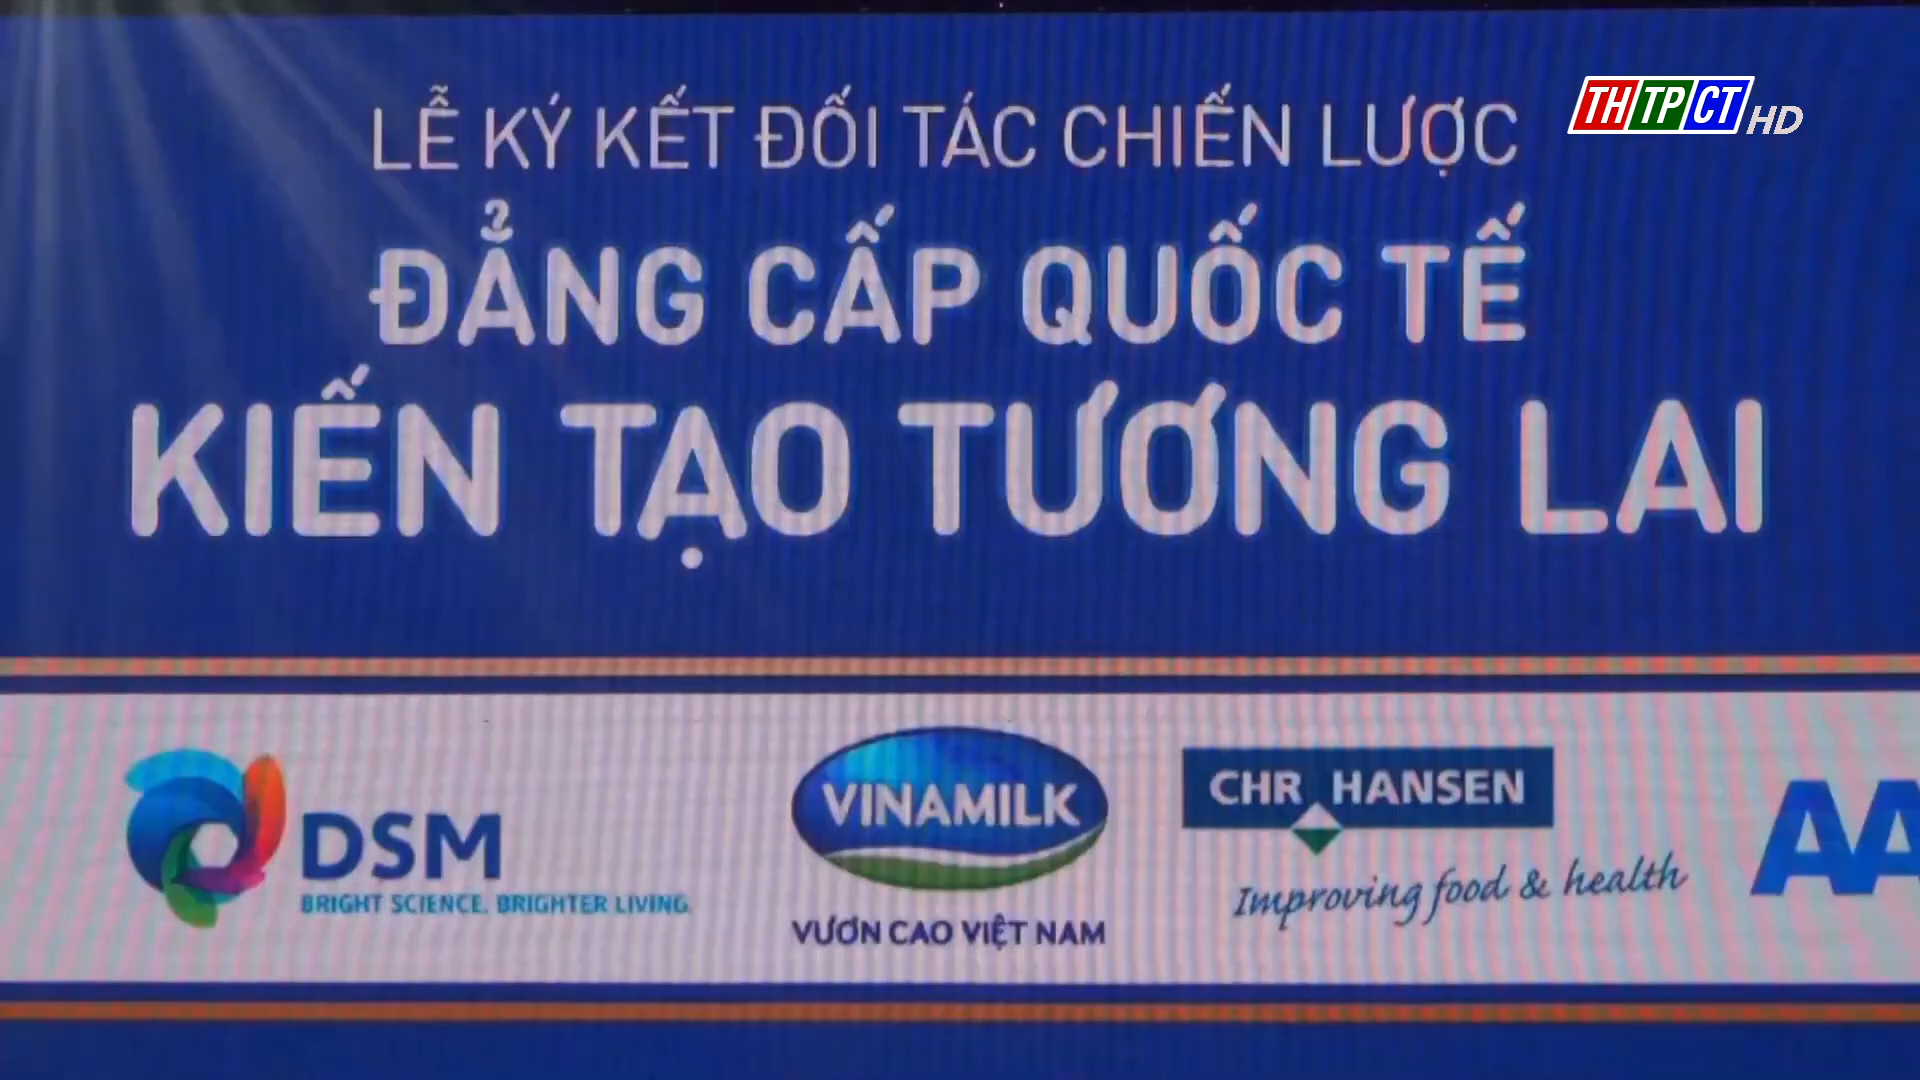 THTPCT HD
LỄ KÝ KẾT ĐỐI TÁC CHIẾN LƯỢC
ĐẲNG CẤP QUỐC TẾ
KIẾN TẠO TƯƠNG LAI
DSM
BRIGHT SCIENCE. BRIGHTER LIVING.
VINAMILK
VƯƠN CAO VIỆT NAM
CHR HANSEN
Improving food & health